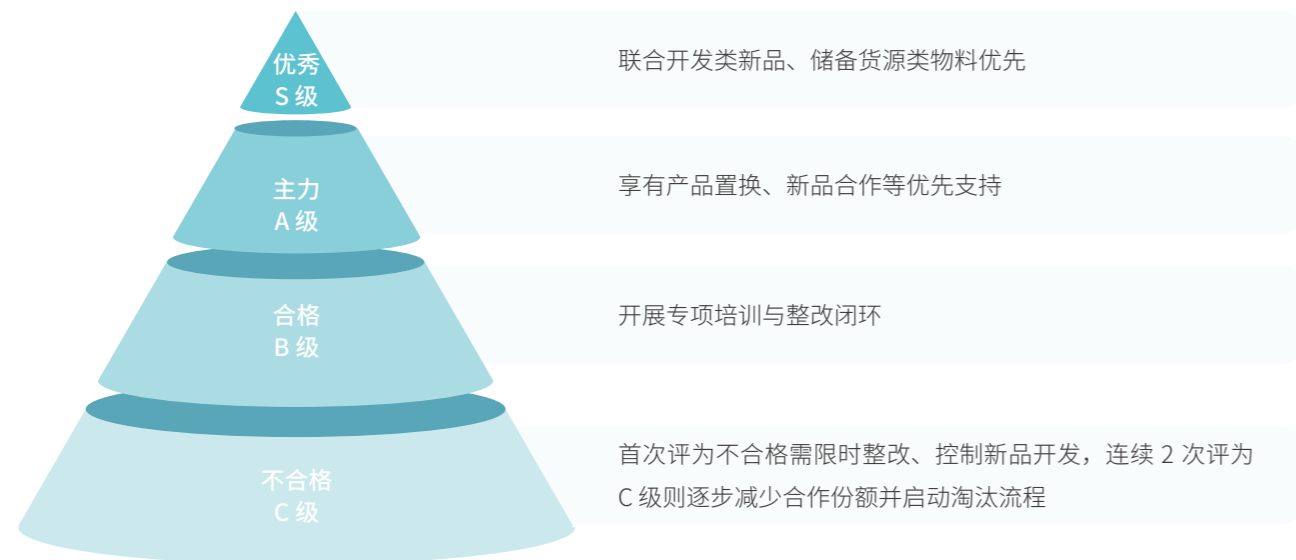 优秀
S 级
联合开发类新品、储备货源类物料优先
主力
A 级
享有产品置换、新品合作等优先支持
合格
B 级
开展专项培训与整改闭环
不合格
C 级
首次评为不合格需限时整改、控制新品开发，连续 2 次评为
C 级则逐步减少合作份额并启动淘汰流程